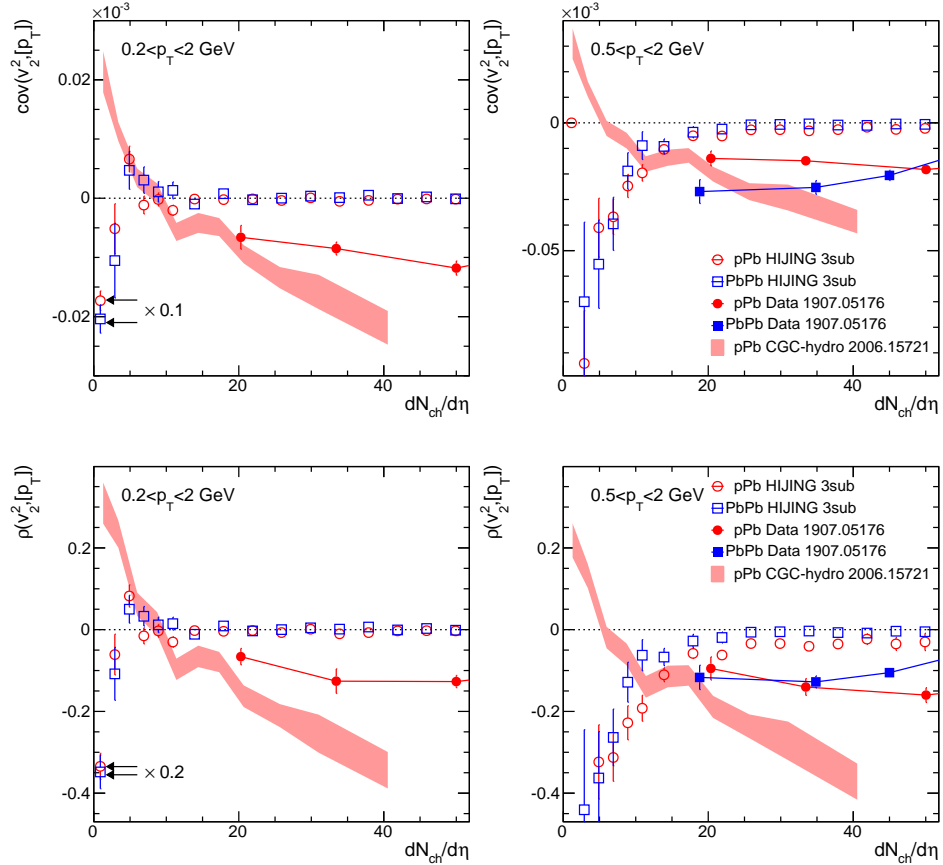 ×10⁻³
cov(v₂²,[p_T])
0.2<p_T<2 GeV
0.02
0
-0.02
× 0.1
0
20
40
dN_ch/dη
×10⁻³
cov(v₂²,[p_T])
0.5<p_T<2 GeV
0
-0.05
pPb HIJING 3sub
PbPb HIJING 3sub
pPb Data 1907.05176
PbPb Data 1907.05176
pPb CGC-hydro 2006.15721
0
20
40
dN_ch/dη
ρ(v₂²,[p_T])
0.2<p_T<2 GeV
0.2
0
-0.2
-0.4
× 0.2
0
20
40
dN_ch/dη
ρ(v₂²,[p_T])
0.5<p_T<2 GeV
pPb HIJING 3sub
PbPb HIJING 3sub
pPb Data 1907.05176
PbPb Data 1907.05176
pPb CGC-hydro 2006.15721
0.2
0
-0.2
-0.4
0
20
40
dN_ch/dη